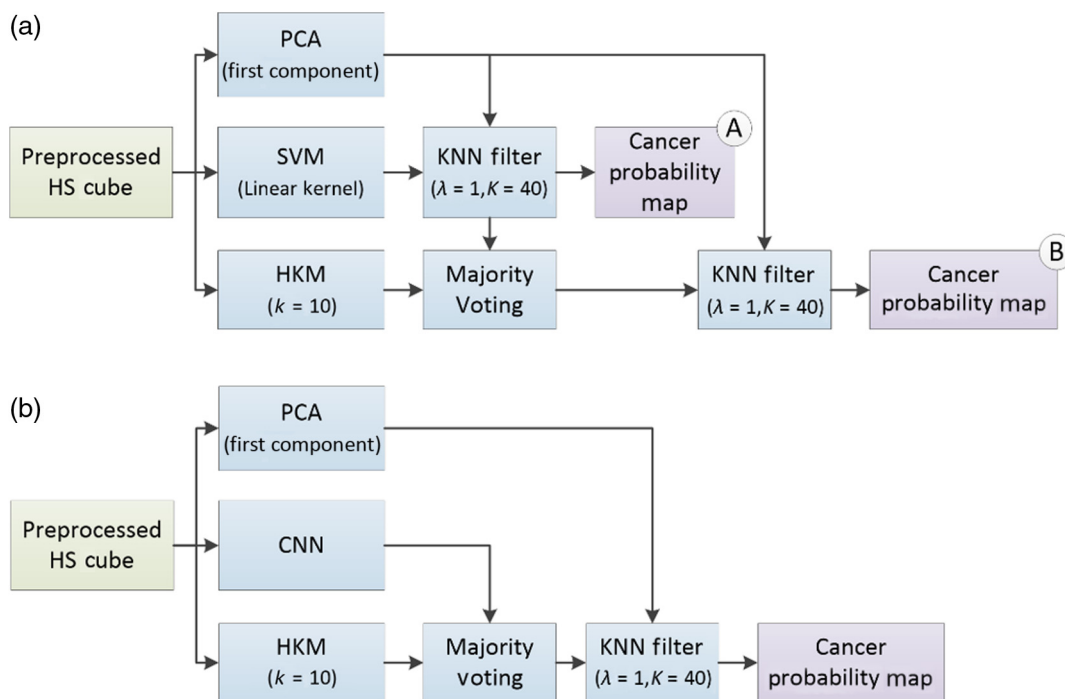 (a)
PCA
(first component)
Preprocessed
HS cube
SVM
(Linear kernel)
KNN filter
(λ = 1,K = 40)
Cancer
probability
map
A
HKM
(k = 10)
Majority
Voting
KNN filter
(λ = 1,K = 40)
Cancer
probability map
B
(b)
PCA
(first component)
Preprocessed
HS cube
CNN
HKM
(k = 10)
Majority
voting
KNN filter
(λ = 1,K = 40)
Cancer
probability map